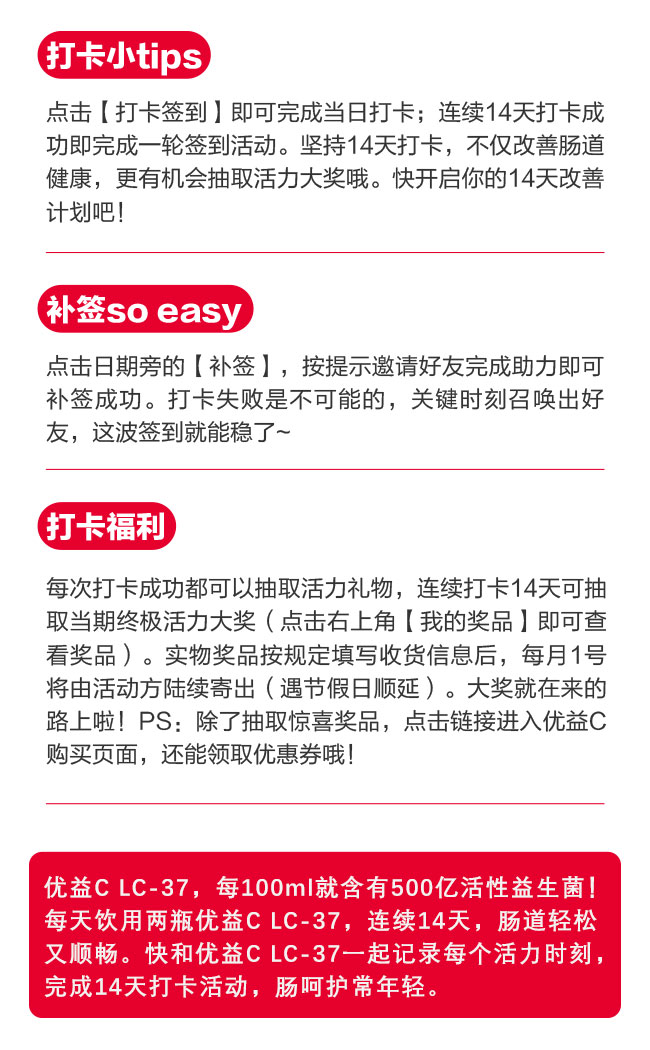 打卡小tips
点击【打卡签到】即可完成当日打卡；连续14天打卡成
功即完成一轮签到活动。坚持14天打卡，不仅改善肠道
健康，更有机会抽取活力大奖哦。快开启你的14天改善
计划吧！
补签so easy
点击日期旁的【补签】，按提示邀请好友完成助力即可
补签成功。打卡失败是不可能的，关键时刻召唤出好
友，这波签到就能稳了~
打卡福利
每次打卡成功都可以抽取活力礼物，连续打卡14天可抽
取当期终极活力大奖（点击右上角【我的奖品】即可查
看奖品）。实物奖品按规定填写收货信息后，每月1号
将由活动方陆续寄出（遇节假日顺延）。大奖就在来的
路上啦！PS：除了抽取惊喜奖品，点击链接进入优益C
购买页面，还能领取优惠券哦！
优益C LC-37，每100ml就含有500亿活性益生菌！
每天饮用两瓶优益C LC-37，连续14天，肠道轻松
又顺畅。快和优益C LC-37一起记录每个活力时刻，
完成14天打卡活动，肠呵护常年轻。